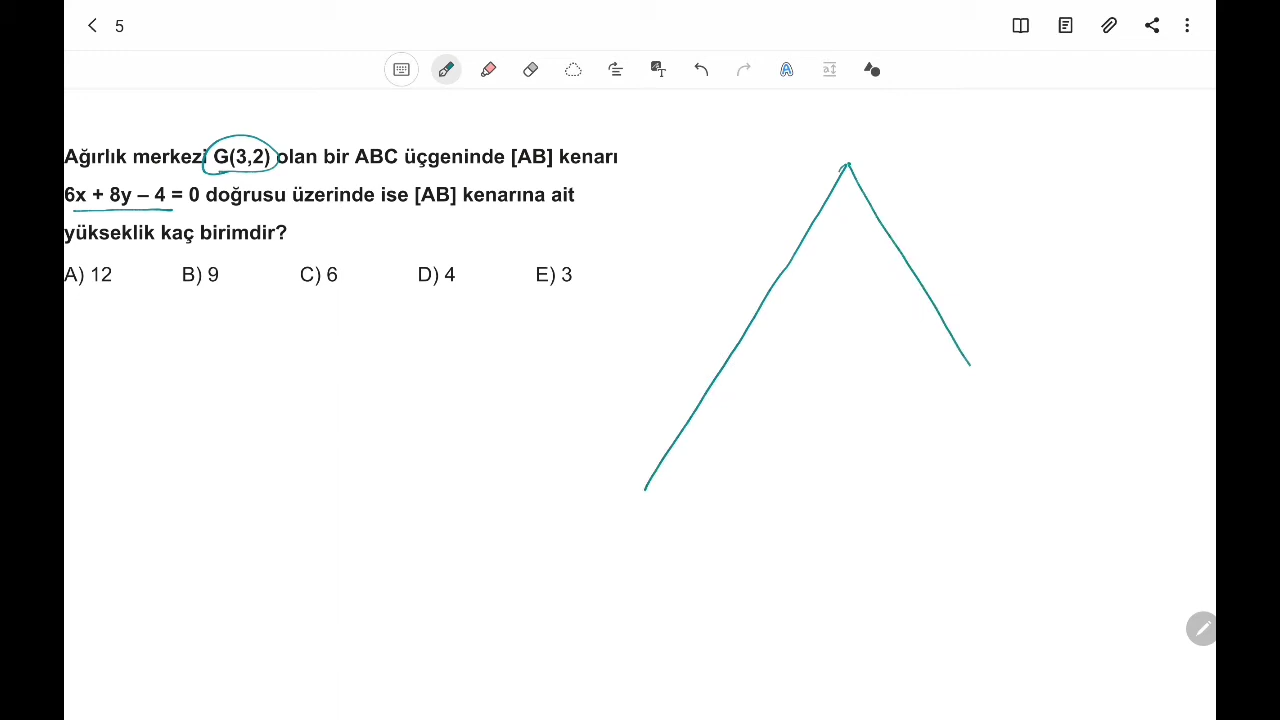 5
Ağırlık merkezi G(3,2) olan bir ABC üçgeninde [AB] kenarı
6x + 8y – 4 = 0 doğrusu üzerinde ise [AB] kenarına ait
yükseklik kaç birimdir?
A) 12 B) 9 C) 6 D) 4 E) 3